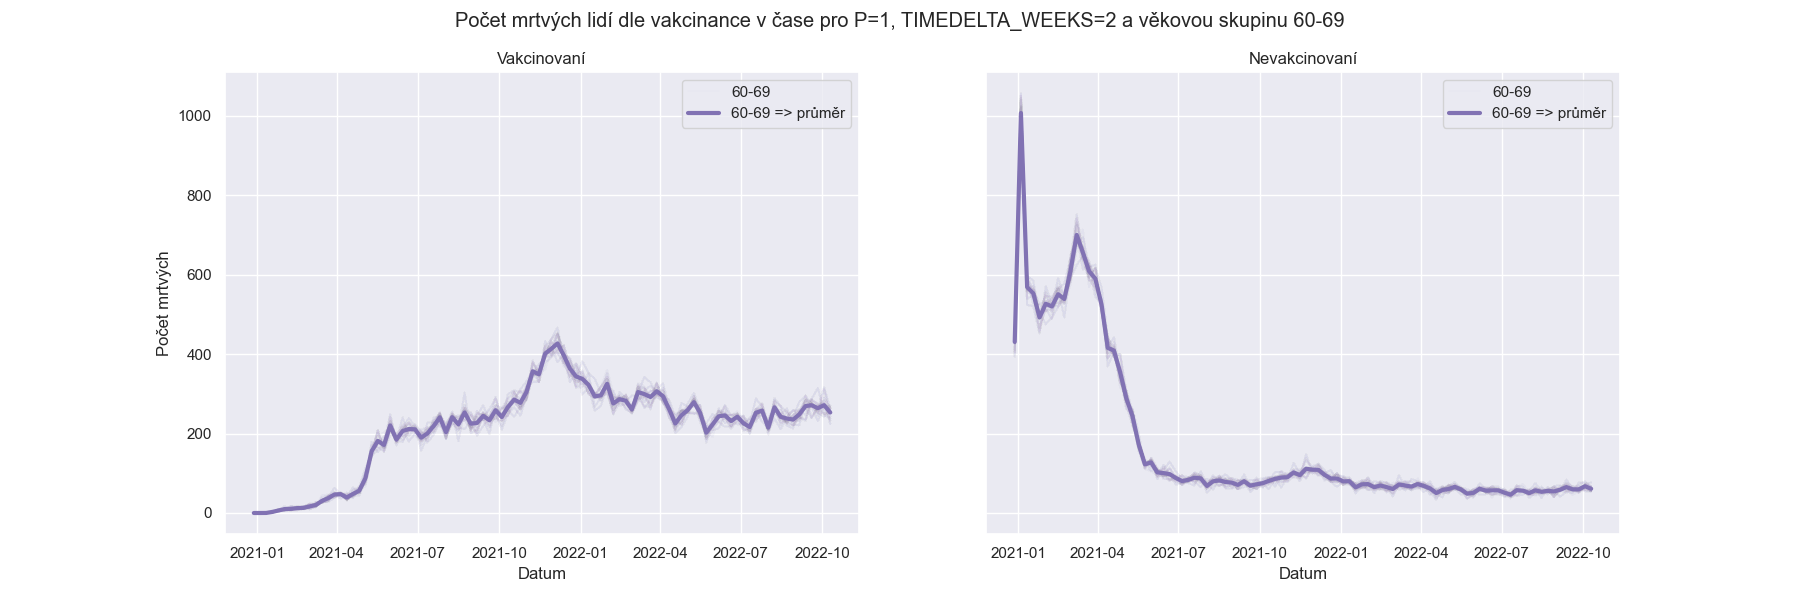 Počet mrtvých lidí dle vakcinance v čase pro P=1, TIMEDELTA_WEEKS=2 a věkovou skupinu 60-69
Vakcinovaní
60-69
60-69 => průměr
Počet mrtvých
1000
800
600
400
200
0
2021-01 2021-04 2021-07 2021-10 2022-01 2022-04 2022-07 2022-10
Datum
Nevakcinovaní
60-69
60-69 => průměr
2021-01 2021-04 2021-07 2021-10 2022-01 2022-04 2022-07 2022-10
Datum